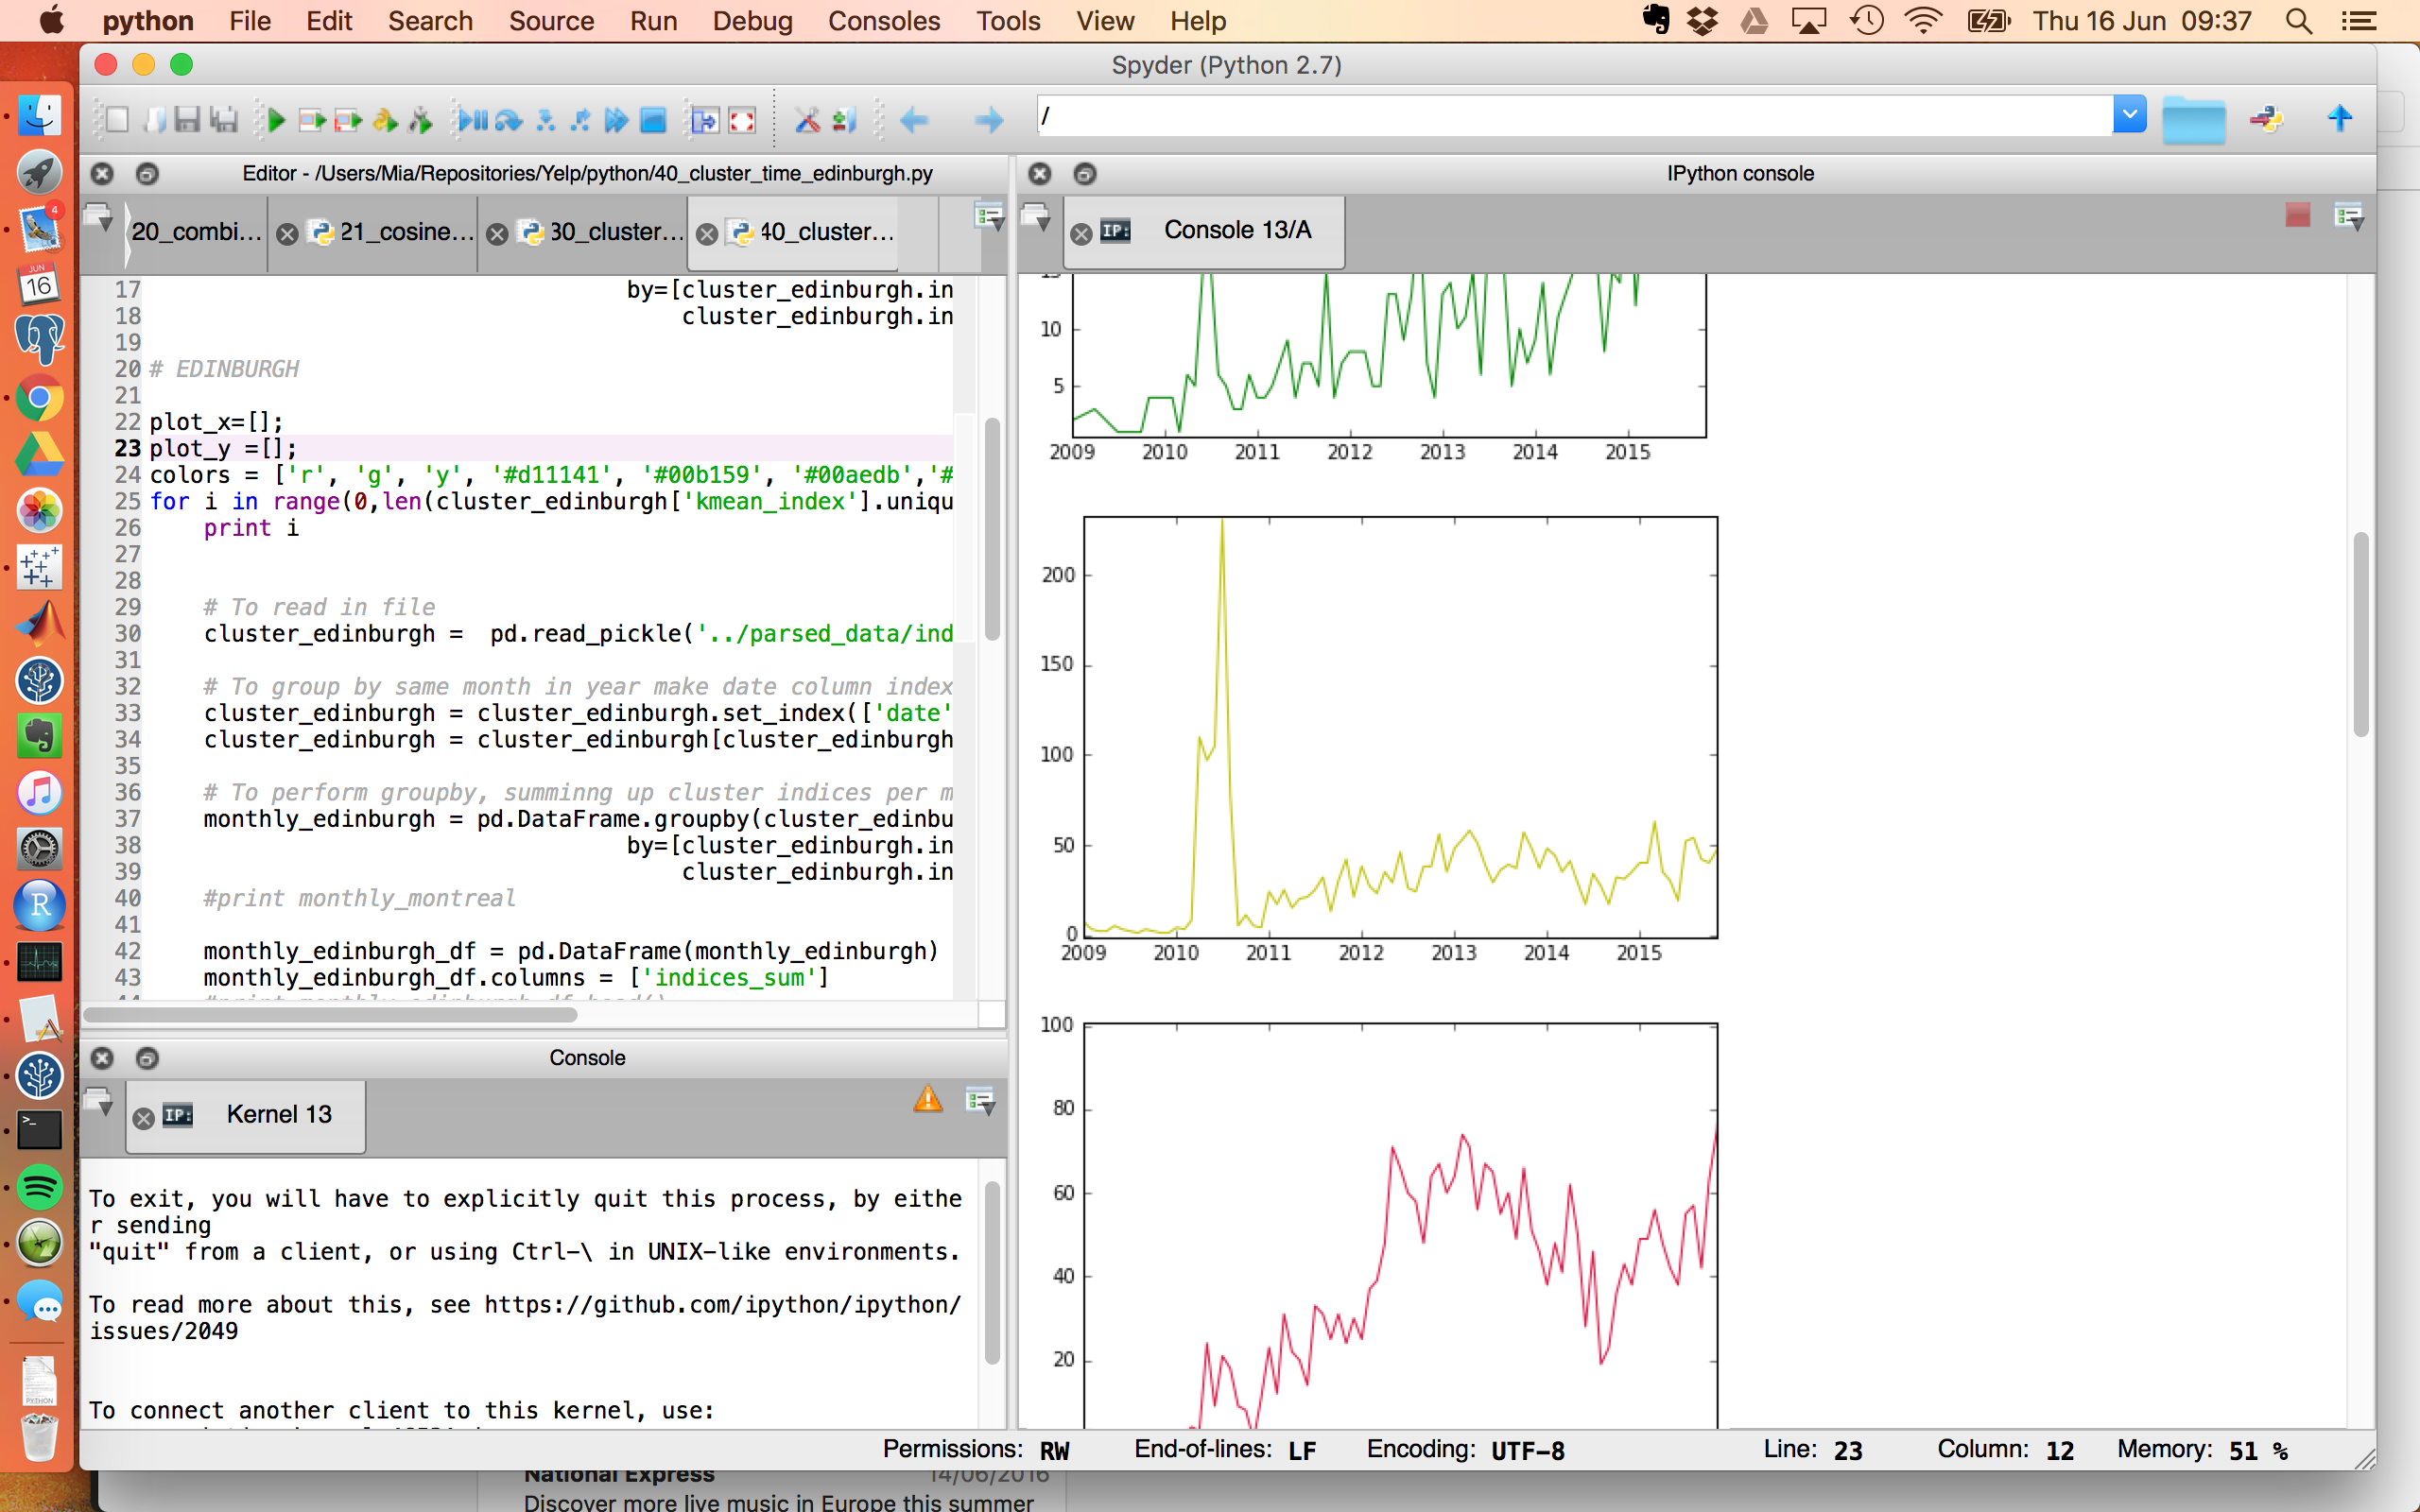 python File Edit Search Source Run Debug Consoles Tools View Help Thu 16 Jun 09:37
Spyder (Python 2.7)
/
Editor - /Users/Mia/Repositories/Yelp/python/40_cluster_time_edinburgh.py
20_combi... 21_cosine... 30_cluster... 40_cluster...
17 by=[cluster_edinburgh.in
18 cluster_edinburgh.in
19
20 # EDINBURGH
21
22 plot_x=[];
23 plot_y =[];
24 colors = ['r', 'g', 'y', '#d11141', '#00b159', '#00aedb','#
25 for i in range(0,len(cluster_edinburgh['kmean_index'].uniqu
26 print i
27
28
29 # To read in file
30 cluster_edinburgh = pd.read_pickle('../parsed_data/ind
31
32 # To group by same month in year make date column index
33 cluster_edinburgh = cluster_edinburgh.set_index(['date'
34 cluster_edinburgh = cluster_edinburgh[cluster_edinburgh
35
36 # To perform groupby, summinng up cluster indices per m
37 monthly_edinburgh = pd.DataFrame.groupby(cluster_edinbu
38 by=[cluster_edinburgh.in
39 cluster_edinburgh.in
40 #print monthly_montreal
41
42 monthly_edinburgh_df = pd.DataFrame(monthly_edinburgh)
43 monthly_edinburgh_df.columns = ['indices_sum']
Console
IP: Kernel 13
To exit, you will have to explicitly quit this process, by eithe
r sending
"quit" from a client, or using Ctrl-\ in UNIX-like environments.
To read more about this, see https://github.com/ipython/ipython/
issues/2049
To connect another client to this kernel, use:
IPython console
IP: Console 13/A
10
5
2009 2010 2011 2012 2013 2014 2015
200
150
100
50
0
2009 2010 2011 2012 2013 2014 2015
100
80
60
40
20
Permissions: RW End-of-lines: LF Encoding: UTF-8 Line: 23 Column: 12 Memory: 51 %
National Express 14/06/2016
Discover more live music in Europe this summer
4
JUN
16
R
PYTHON